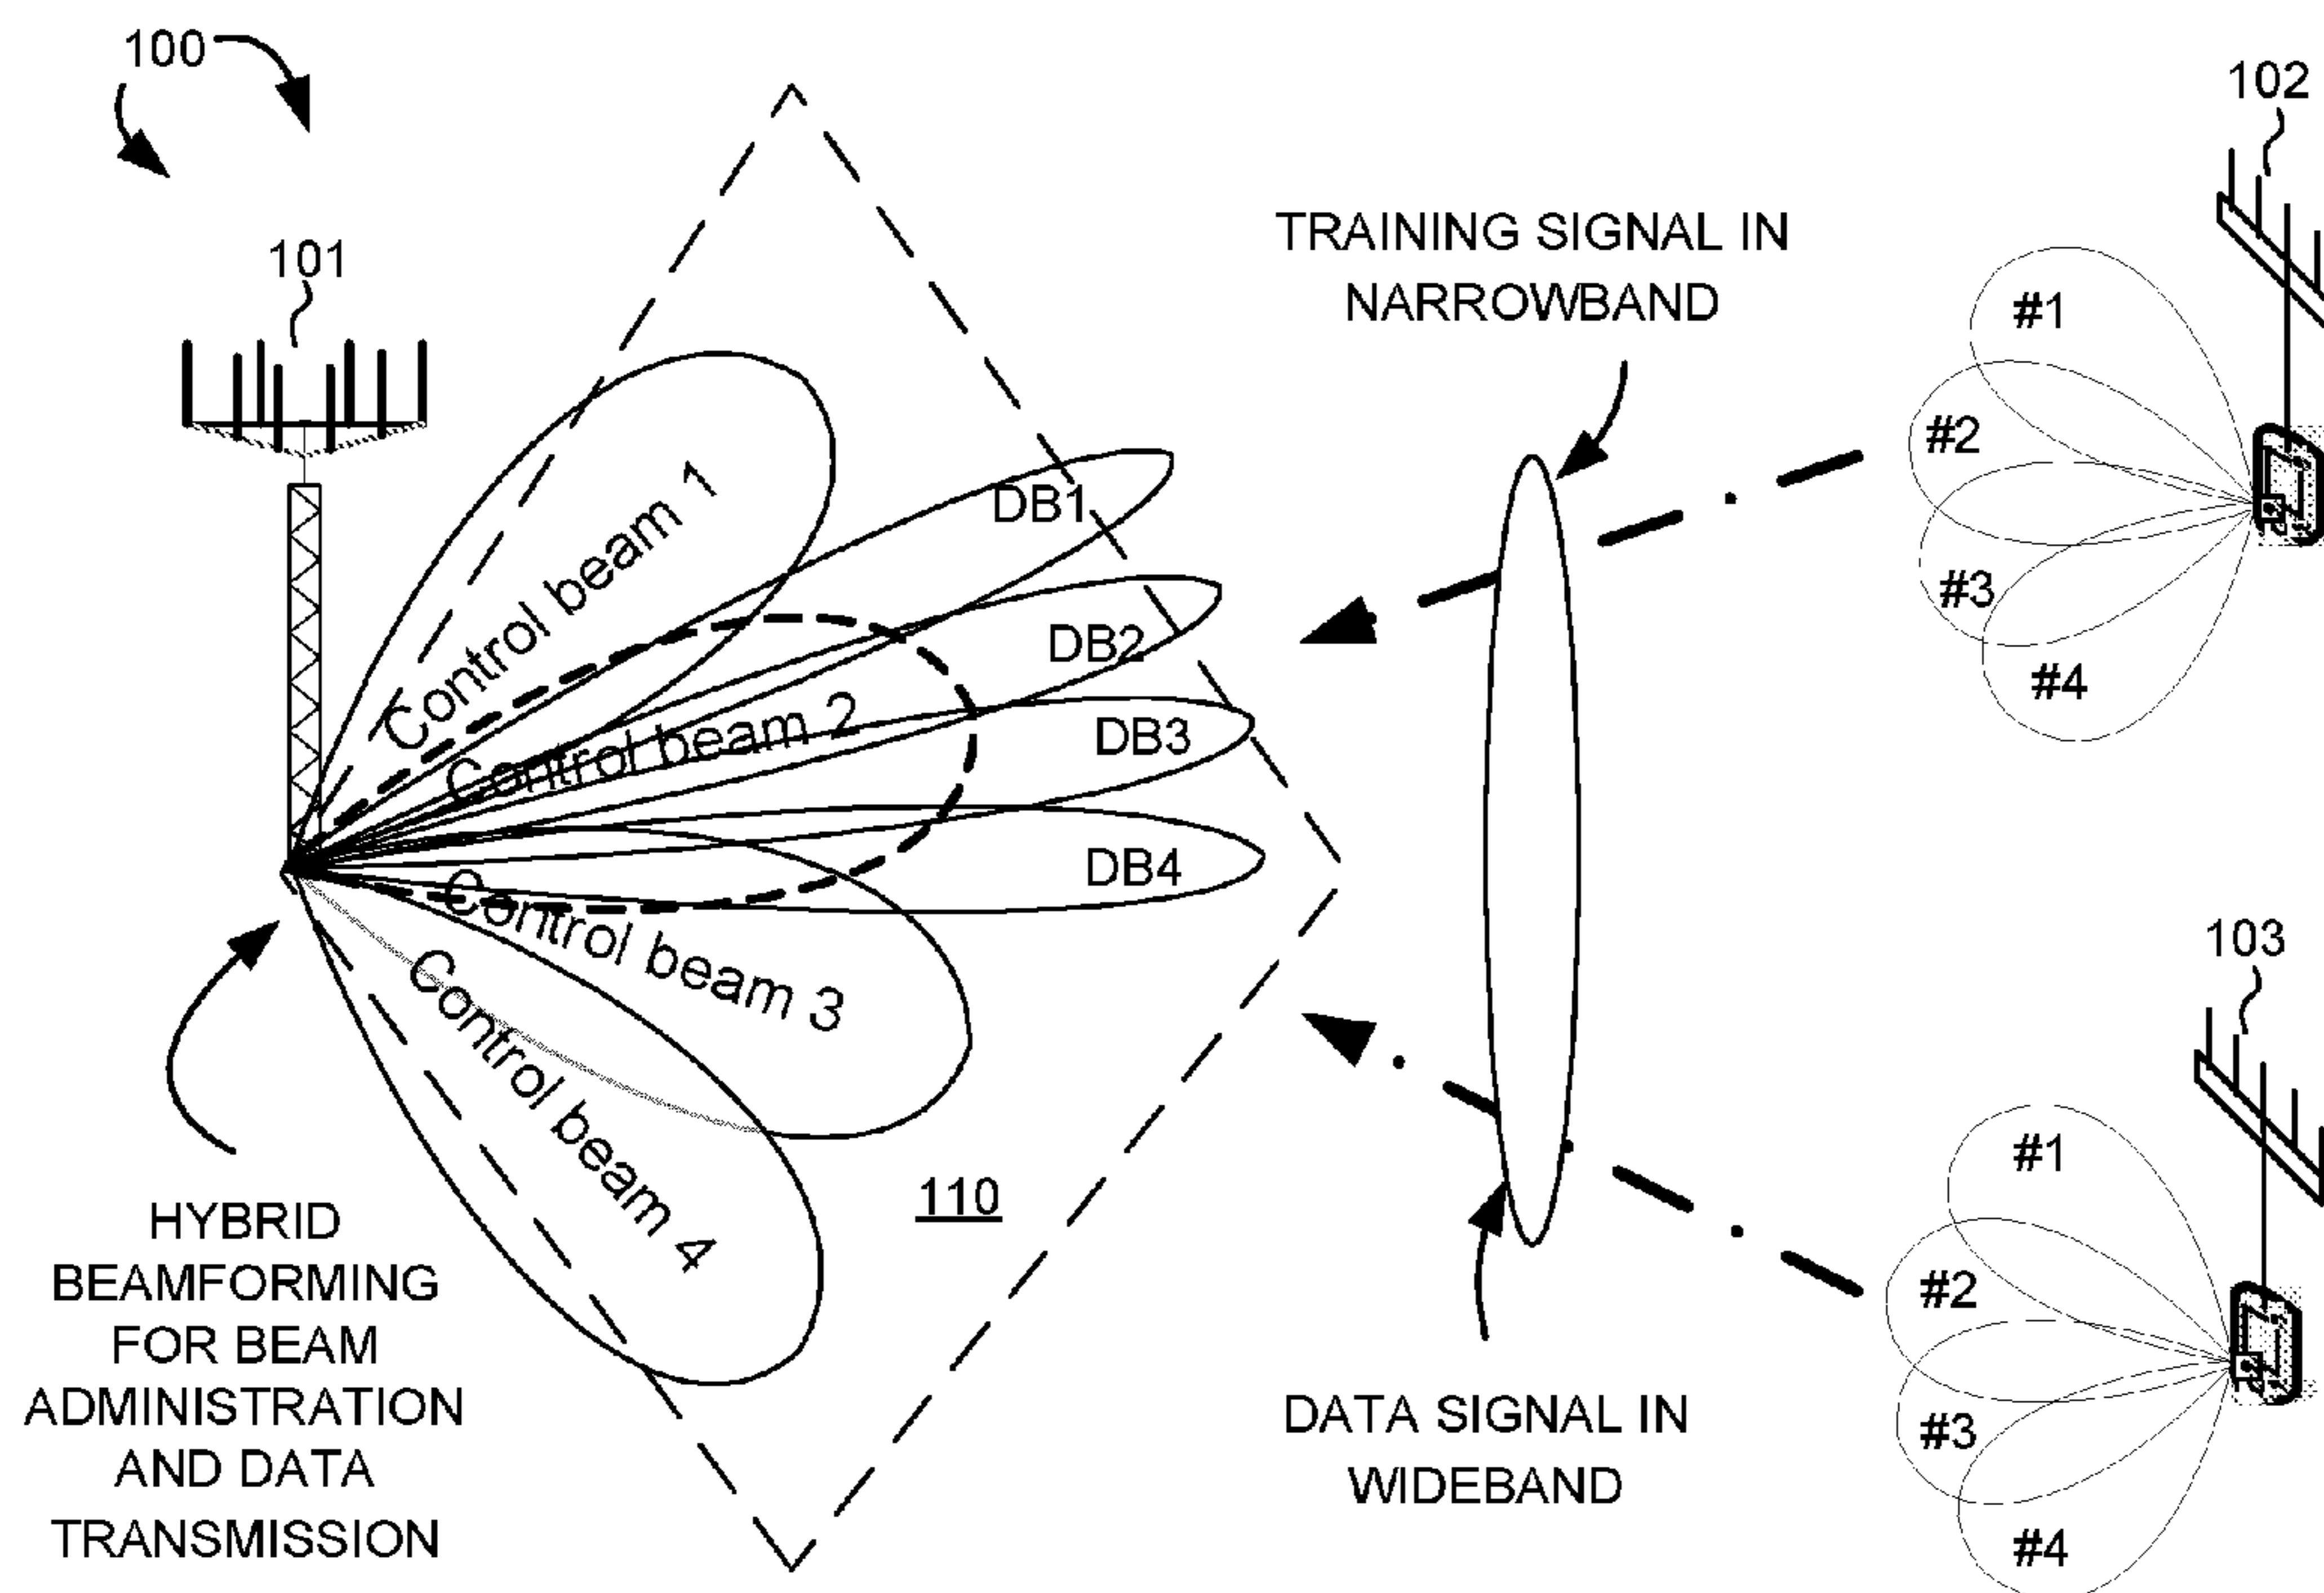 100
101
102
TRAINING SIGNAL IN
NARROWBAND
#1
#2
#3
#4
Control beam 1
Control beam 2
Control beam 3
Control beam 4
DB1
DB2
DB3
DB4
110
HYBRID
BEAMFORMING
FOR BEAM
ADMINISTRATION
AND DATA
TRANSMISSION
DATA SIGNAL IN
WIDEBAND
103
#1
#2
#3
#4